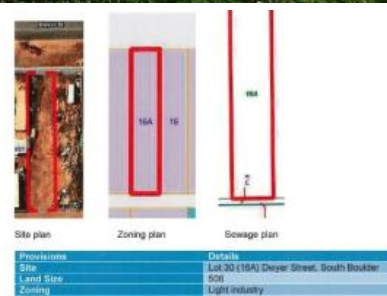 16A
16
16A
Site plan
Zoning plan
Sewage plan
Provisions Details
Site Lot 30 (16A) Dwyer Street, South Boulder
Land Size 506
Zoning Light industry